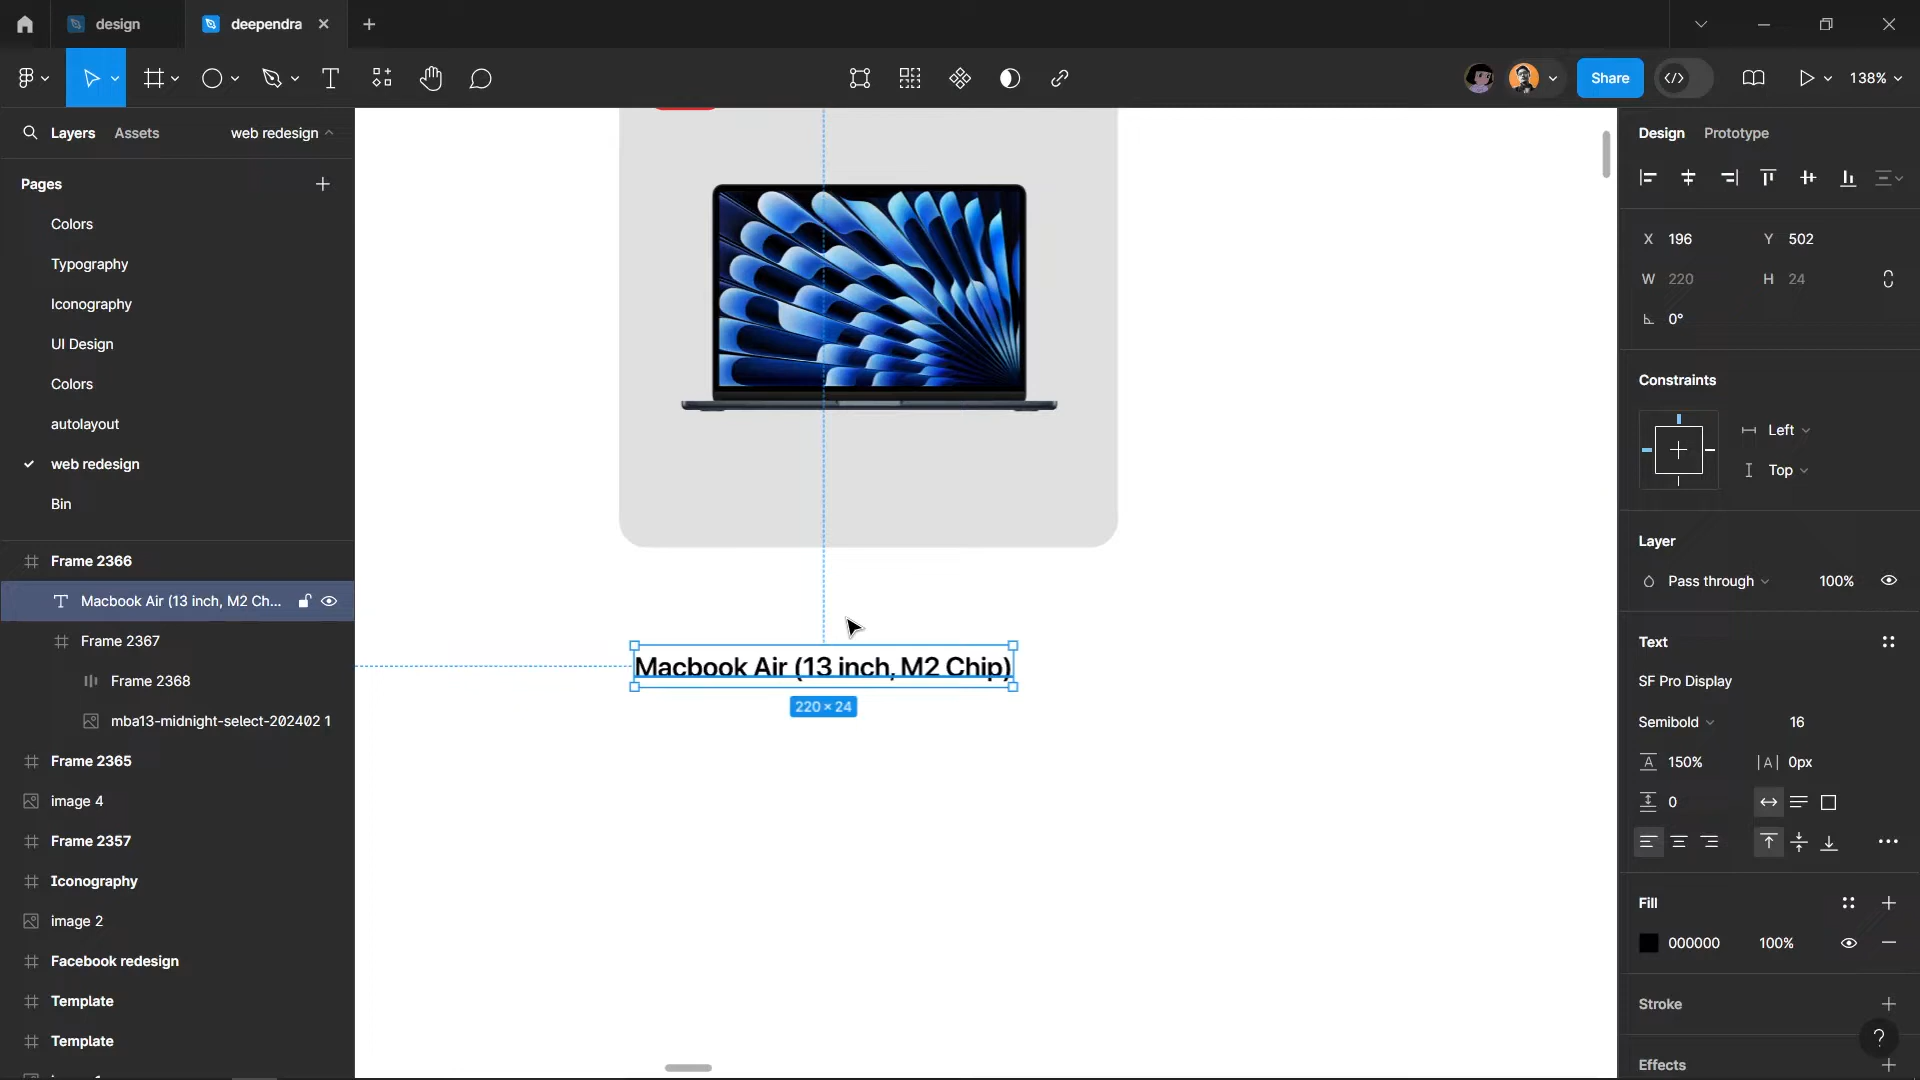 design
deependra
Share
138%
Layers
Assets
web redesign
Pages
Colors
Typography
Iconography
UI Design
Colors
autolayout
web redesign
Bin
Frame 2366
Macbook Air (13 inch, M2 Ch...
Frame 2367
Frame 2368
mba13-midnight-select-202402 1
Frame 2365
image 4
Frame 2357
Iconography
image 2
Facebook redesign
Template
Template
Macbook Air (13 inch, M2 Chip)
220 × 24
Design
Prototype
X 196
Y 502
W 220
H 24
0°
Constraints
Left
Top
Layer
Pass through
100%
Text
SF Pro Display
Semibold
16
150%
|A| 0px
0
Fill
000000
100%
Stroke
?
Effects